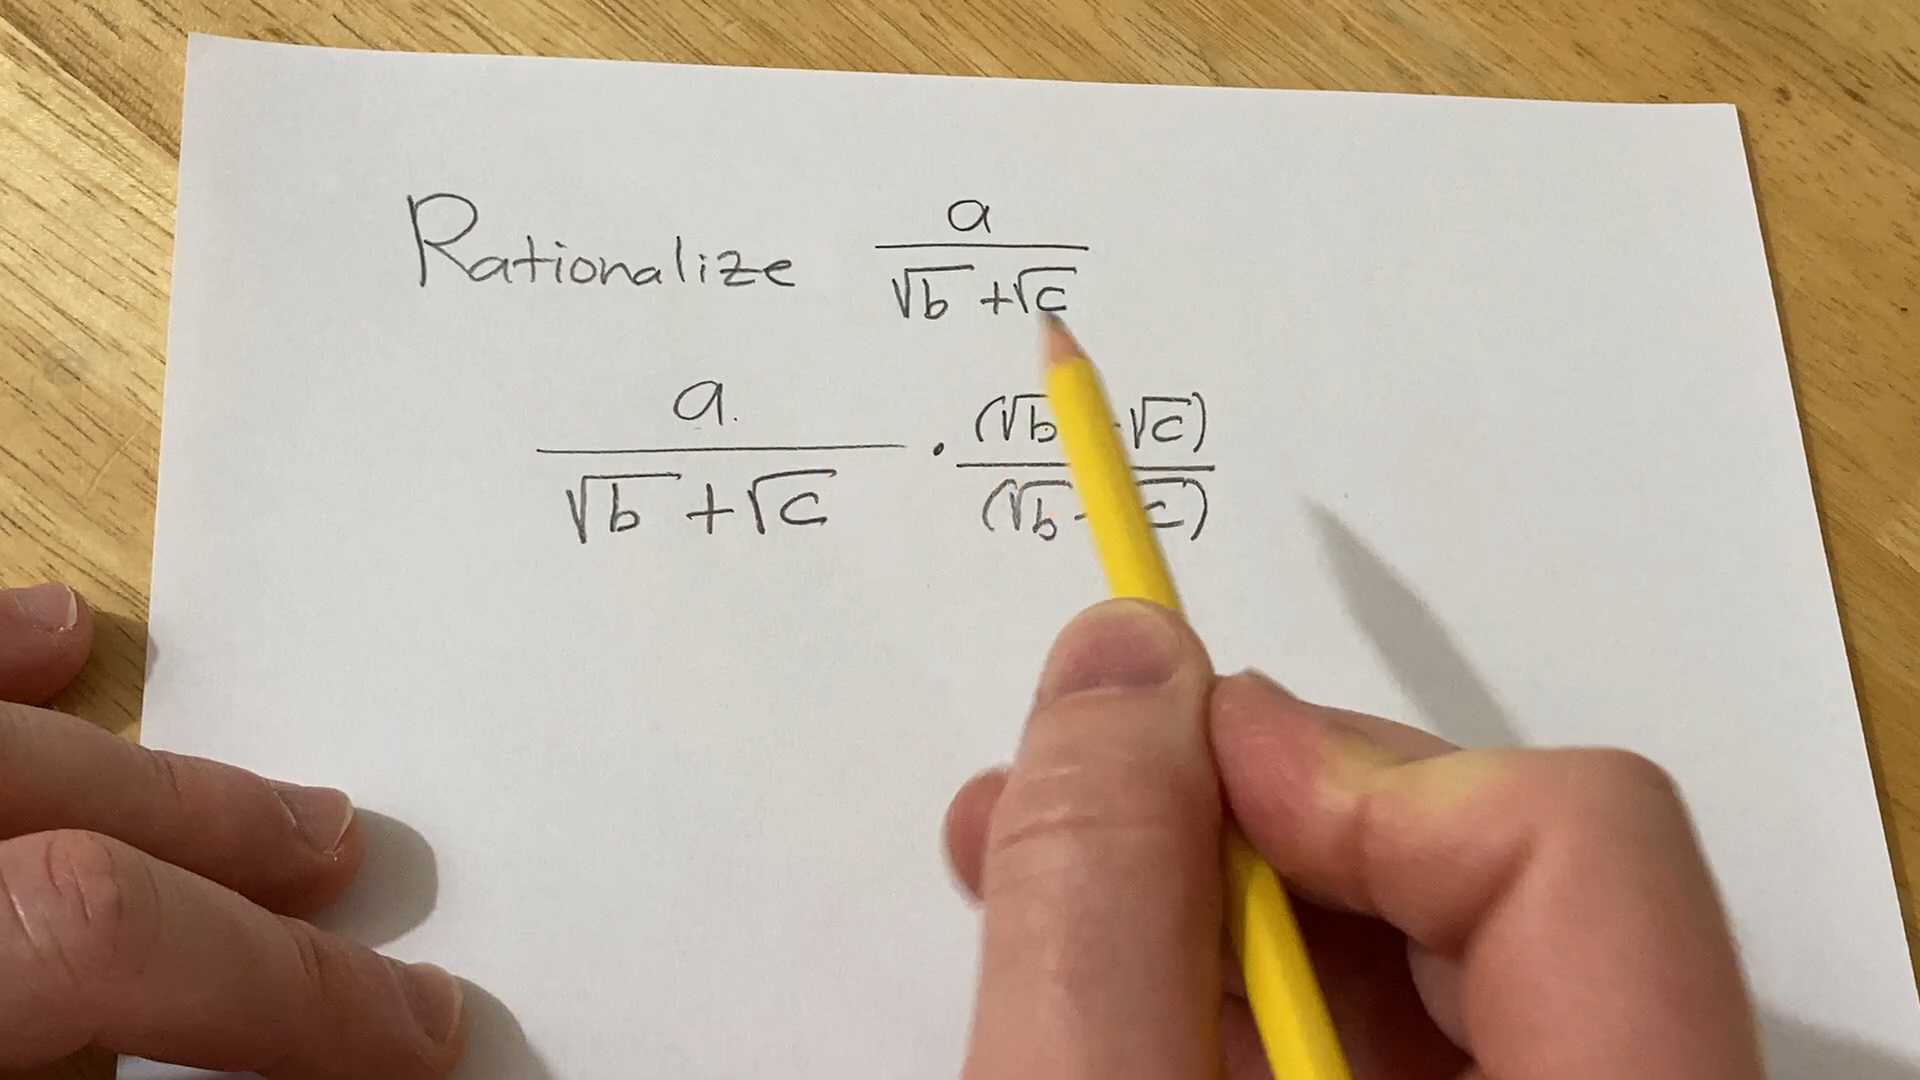 Rationalize a/(√b + √c)
a/(√b + √c) · (√b - √c)/(√b - √c)